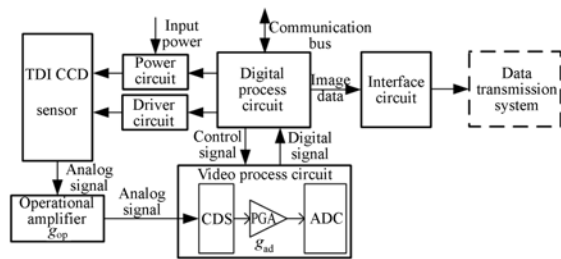 Input
power
Communication
bus
TDI CCD
sensor
Power
circuit
Driver
circuit
Digital
process
circuit
Image
data
Interface
circuit
Data
transmission
system
Control
signal
Digital
signal
Analog
signal
Operational
amplifier
gop
Analog
signal
Video process circuit
CDS
PGA
gad
ADC